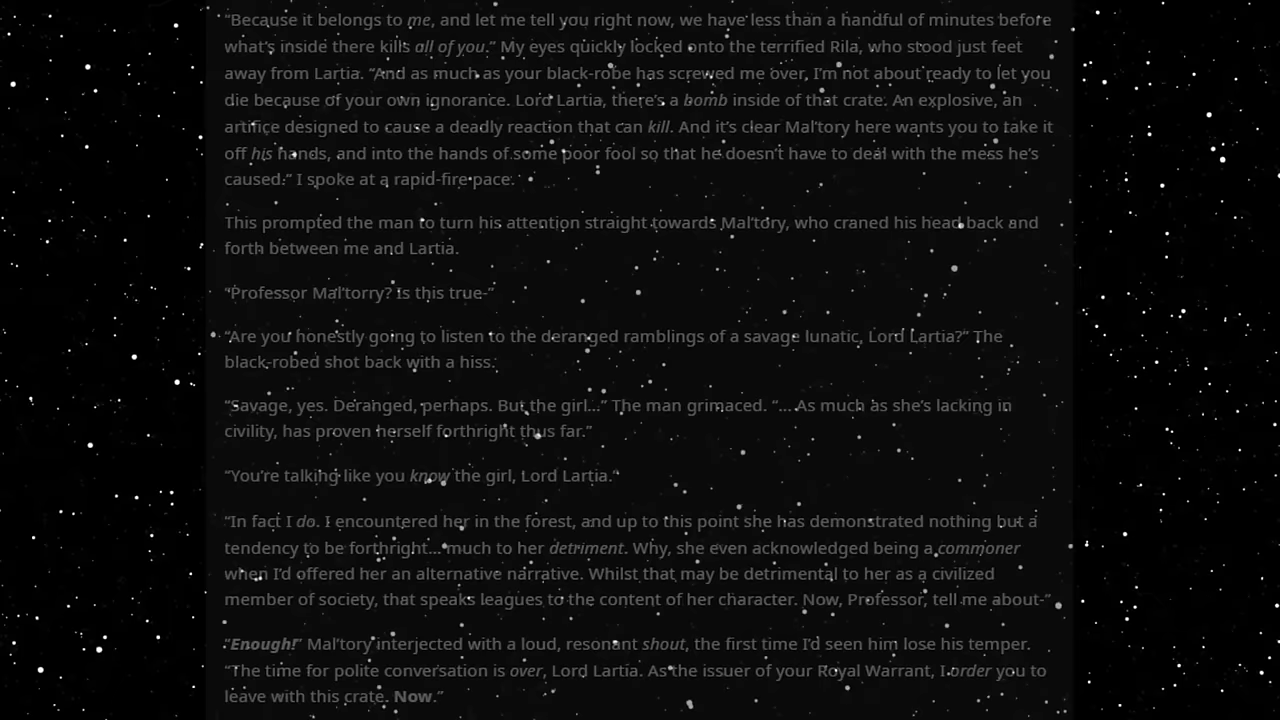 “Because it belongs to me, and let me tell you right now, we have less than a handful of minutes before
what’s inside there kills all of you.” My eyes quickly locked onto the terrified Rila, who stood just feet
away from Lartia. “And as much as your black-robe has screwed me over, I’m not about ready to let you
die because of your own ignorance. Lord Lartia, there’s a bomb inside of that crate. An explosive, an
artifice designed to cause a deadly reaction that can kill. And it’s clear Mal’tory here wants you to take it
off his hands, and into the hands of some poor fool so that he doesn’t have to deal with the mess he’s
caused.” I spoke at a rapid-fire pace.
This prompted the man to turn his attention straight towards Mal’tory, who craned his head back and
forth between me and Lartia.
“Professor Mal’torry? Is this true-”
“Are you honestly going to listen to the deranged ramblings of a savage lunatic, Lord Lartia?” The
black-robed shot back with a hiss.
“Savage, yes. Deranged, perhaps. But the girl…” The man grimaced. “... As much as she’s lacking in
civility, has proven herself forthright thus far.”
“You’re talking like you know the girl, Lord Lartia.”
“In fact I do. I encountered her in the forest, and up to this point she has demonstrated nothing but a
tendency to be forthright… much to her detriment. Why, she even acknowledged being a commoner
when I’d offered her an alternative narrative. Whilst that may be detrimental to her as a civilized
member of society, that speaks leagues to the content of her character. Now, Professor, tell me about-”
“Enough!” Mal’tory interjected with a loud, resonant shout, the first time I’d seen him lose his temper.
“The time for polite conversation is over, Lord Lartia. As the issuer of your Royal Warrant, I order you to
leave with this crate. Now.”